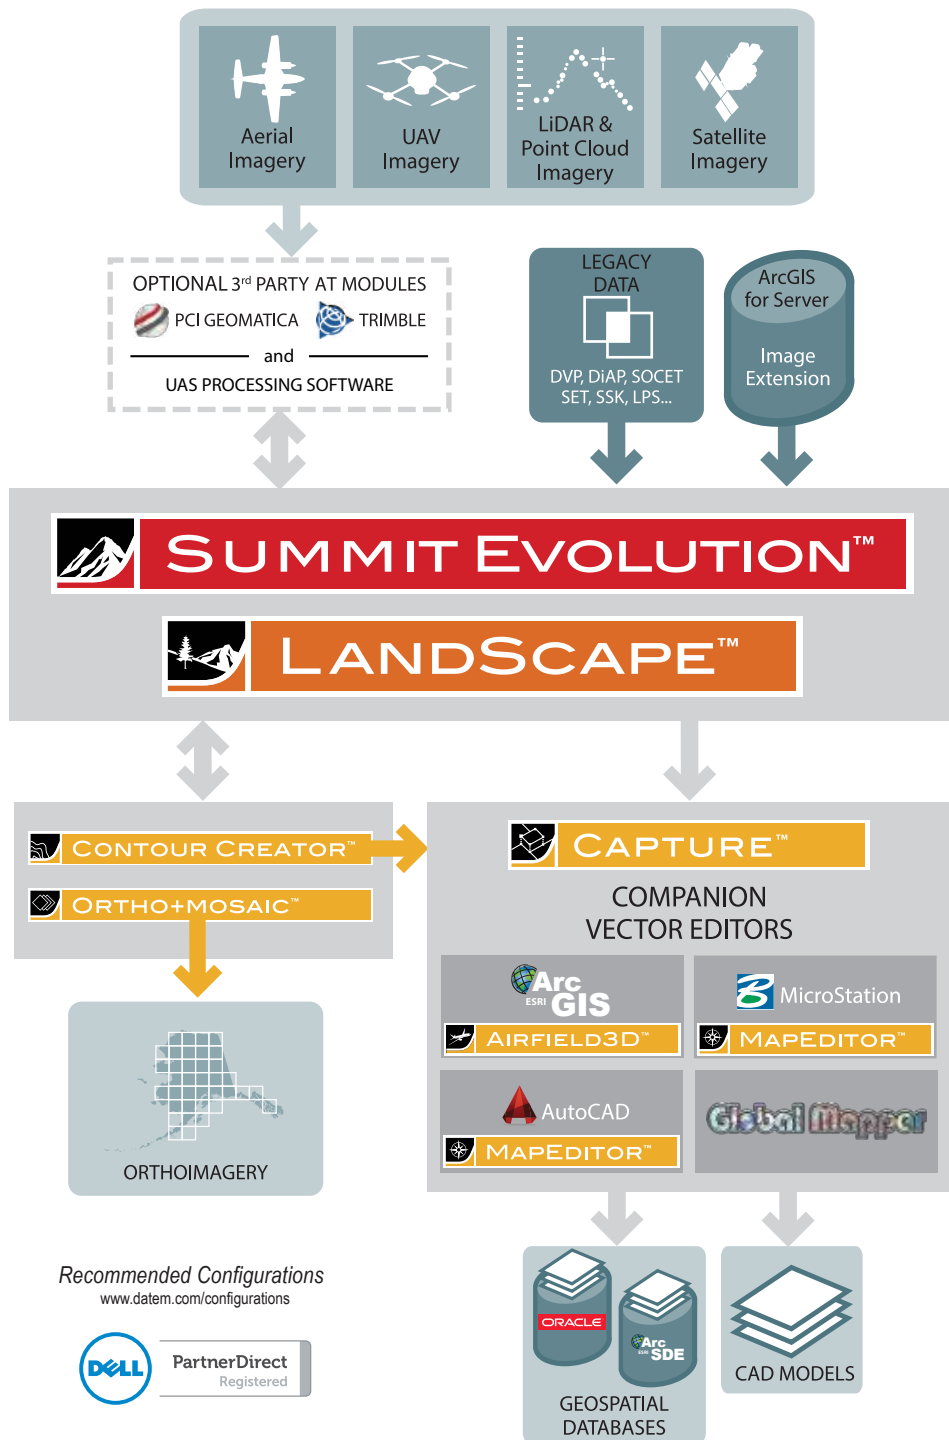 Aerial
Imagery
UAV
Imagery
LiDAR &
Point Cloud
Imagery
Satellite
Imagery
OPTIONAL 3rd PARTY AT MODULES
PCI GEOMATICA
TRIMBLE
and
UAS PROCESSING SOFTWARE
LEGACY
DATA
DVP, DiAP, SOCET
SET, SSK, LPS...
ArcGIS
for Server
Image
Extension
SUMMIT EVOLUTION™
LANDSCAPE™
CONTOUR CREATOR™
ORTHO+MOSAIC™
CAPTURE™
COMPANION
VECTOR EDITORS
Arc
ESRI GIS
AIRFIELD3D™
MicroStation
MAPEDITOR™
AutoCAD
MAPEDITOR™
Global Mapper
ORTHOIMAGERY
ORACLE
Arc
ESRI SDE
GEOSPATIAL
DATABASES
CAD MODELS
Recommended Configurations
www.datem.com/configurations
DELL
PartnerDirect
Registered